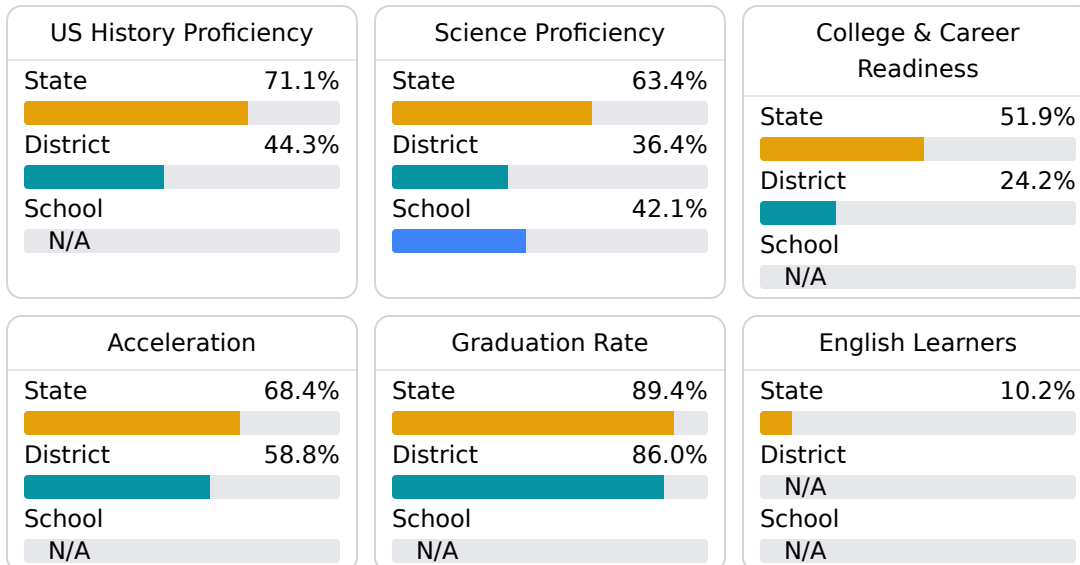 US History Proficiency
State 71.1%
District 44.3%
School
N/A
Science Proficiency
State 63.4%
District 36.4%
School 42.1%
College & Career
Readiness
State 51.9%
District 24.2%
School
N/A
Acceleration
State 68.4%
District 58.8%
School
N/A
Graduation Rate
State 89.4%
District 86.0%
School
N/A
English Learners
State 10.2%
District
N/A
School
N/A